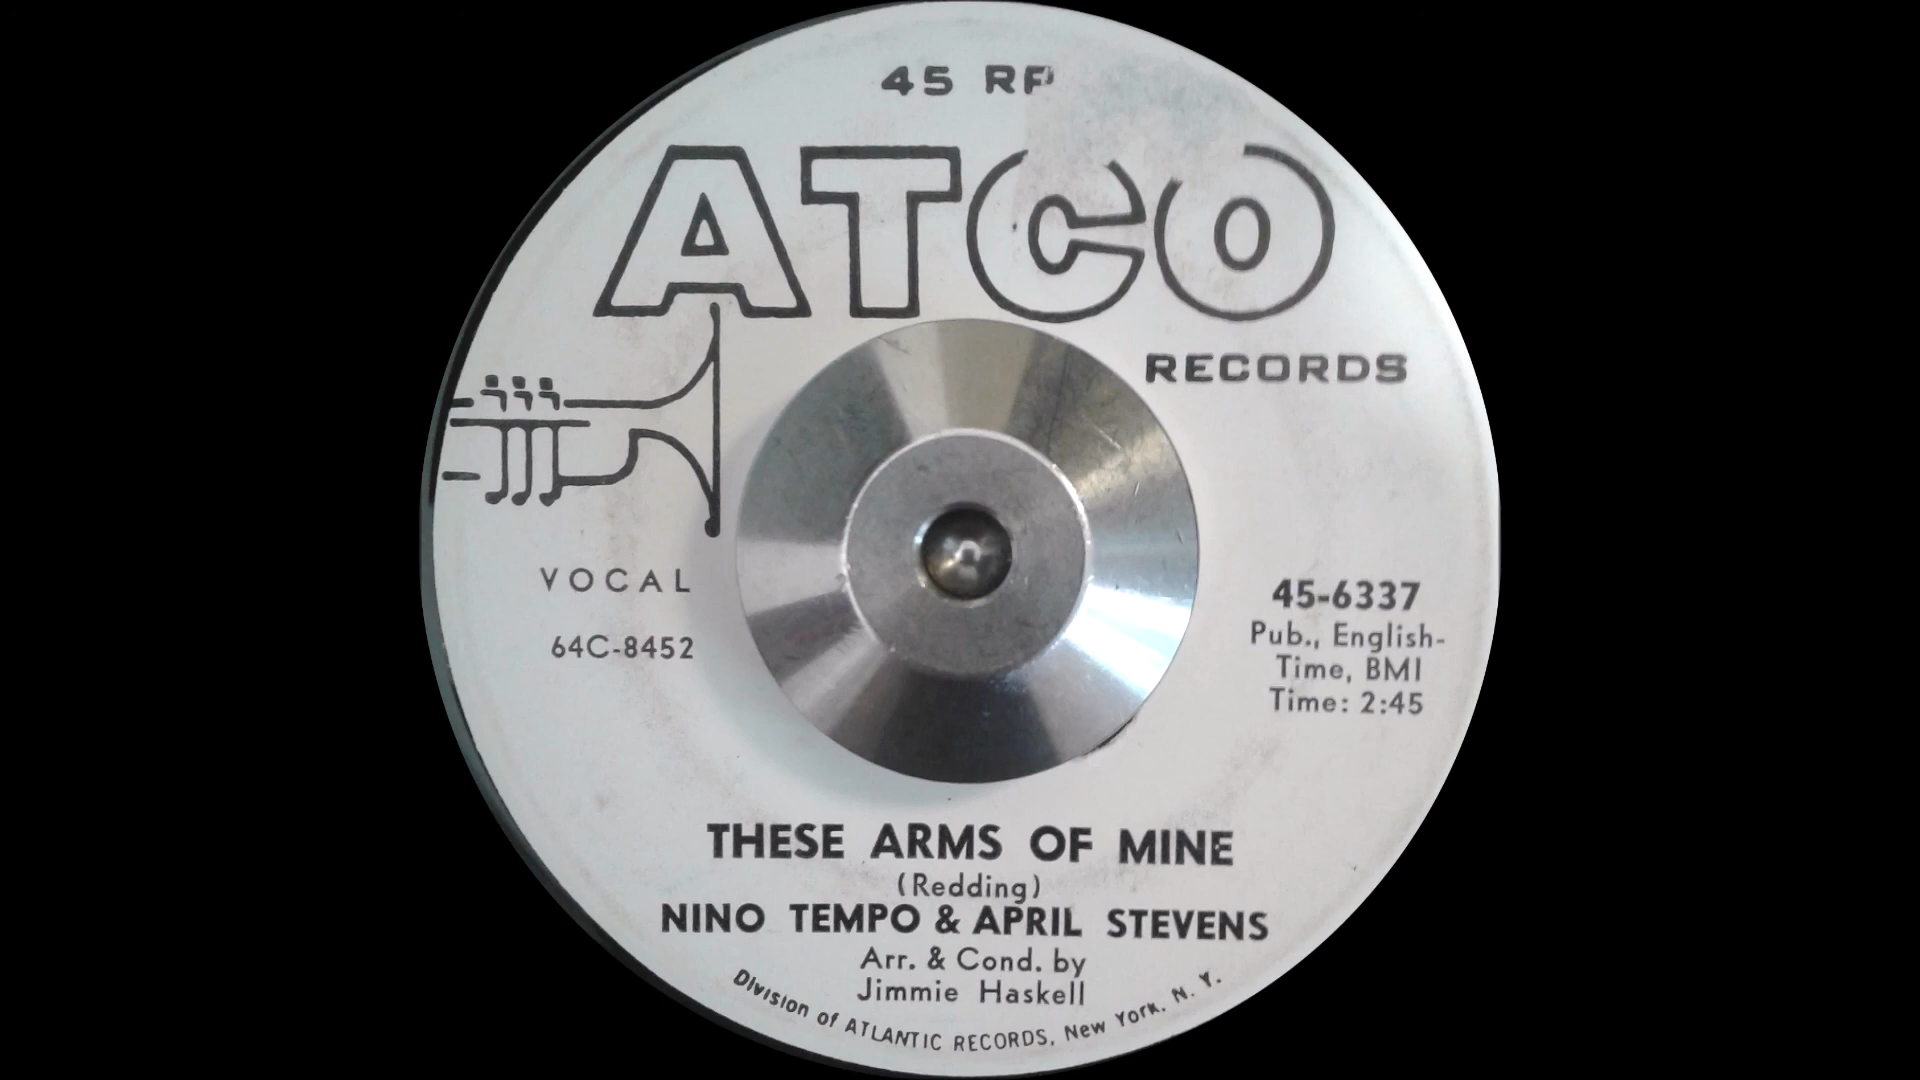 45 RP
ATCO
RECORDS
VOCAL
64C-8452
45-6337
Pub., English-
Time, BMI
Time: 2:45
THESE ARMS OF MINE
(Redding)
NINO TEMPO & APRIL STEVENS
Arr. & Cond. by
Jimmie Haskell
Division of ATLANTIC RECORDS, New York, N. Y.